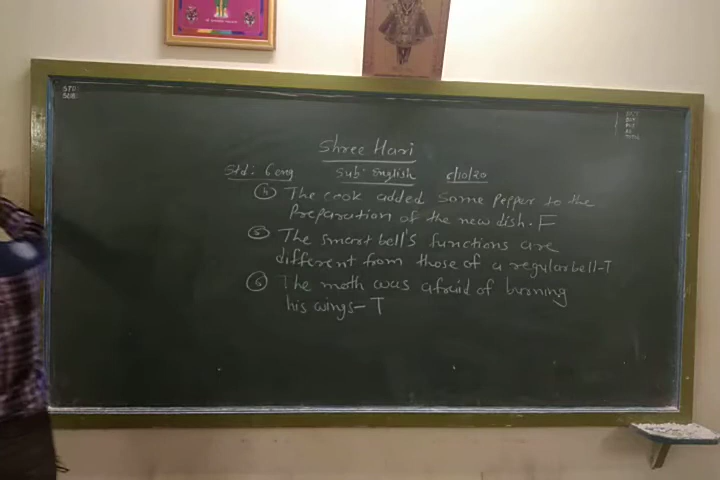 Shree Hari
Std: 6 eng Sub: English 6/10/20
④ The cook added some pepper to the
preparation of the new dish. F
⑤ The smart bell's functions are
different from those of a regular bell-T
⑥ The moth was afraid of burning
his wings-T
STD
SUB